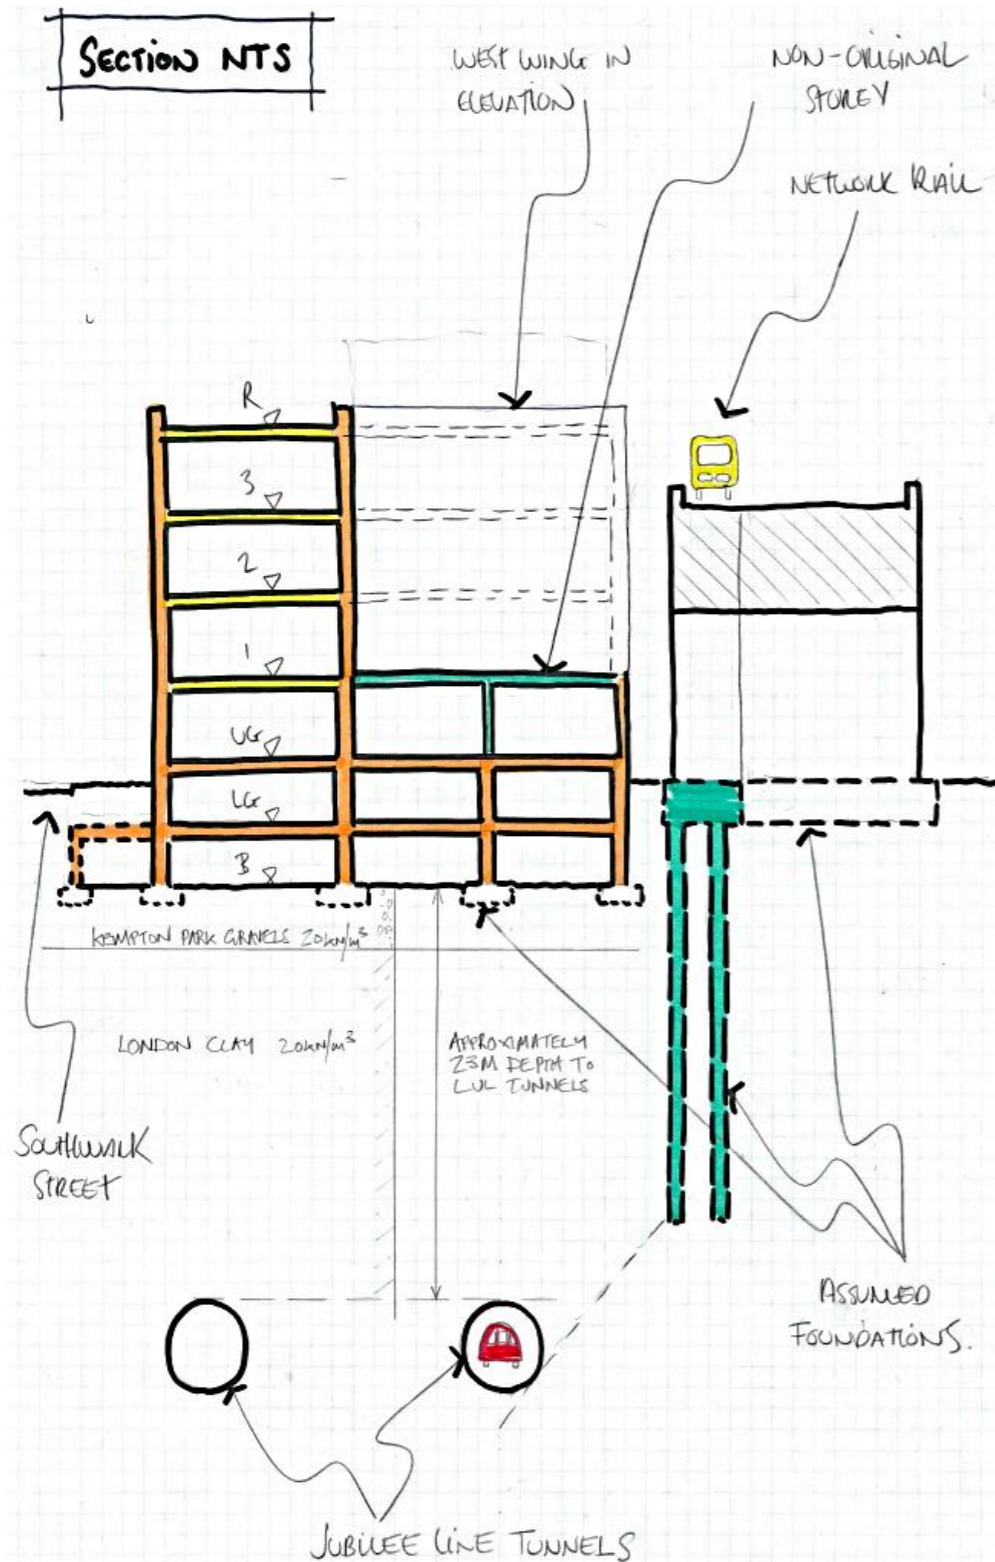 SECTION NTS
WEST WING IN
ELEVATION
NON-ORIGINAL
STOREY
NETWORK RAIL
R
3
2
1
UG
LG
B
KEMPTON PARK GRAVELS 20kN/m³
LONDON CLAY 20kN/m³
APPROXIMATELY
23M DEPTH TO
LUL TUNNELS
SOUTHWARK
STREET
ASSUMED
FOUNDATIONS.
JUBILEE LINE TUNNELS